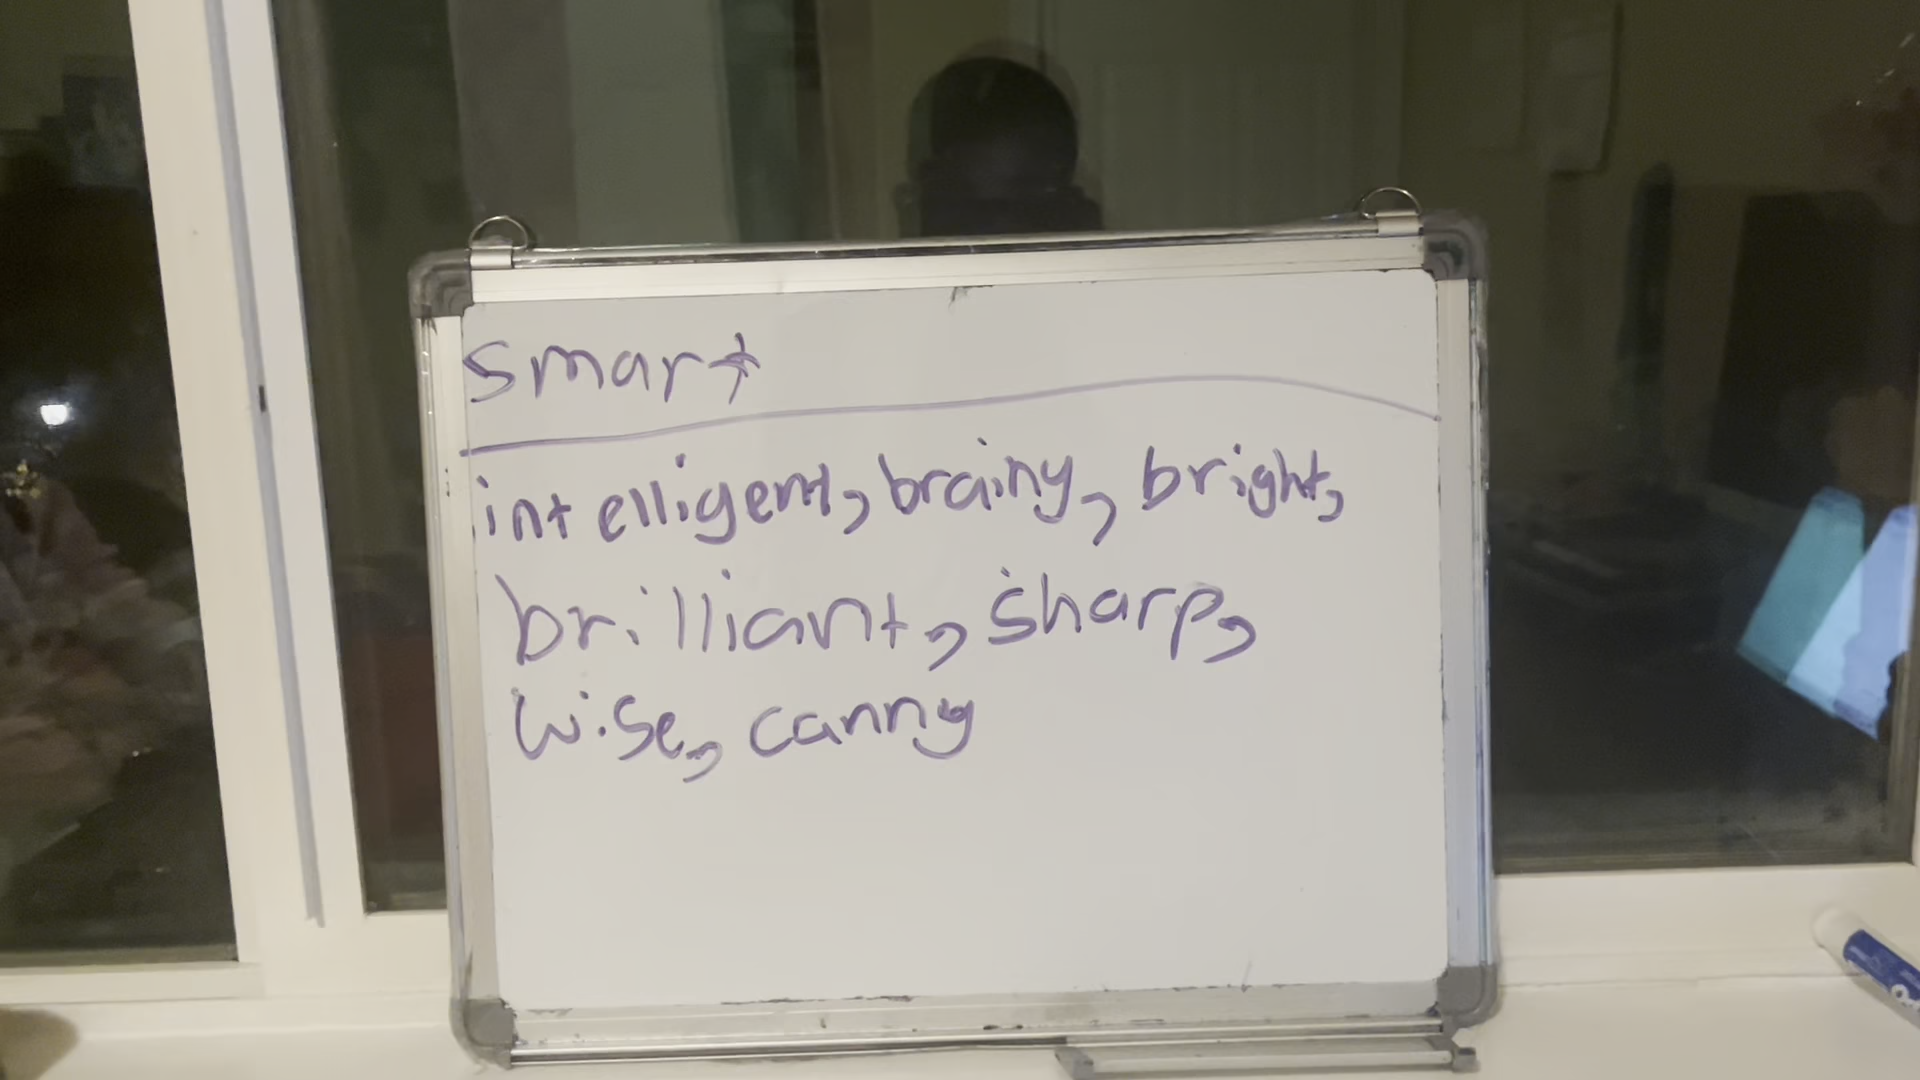 smart
intelligent, brainy, bright,
brilliant, sharp,
wise, canny